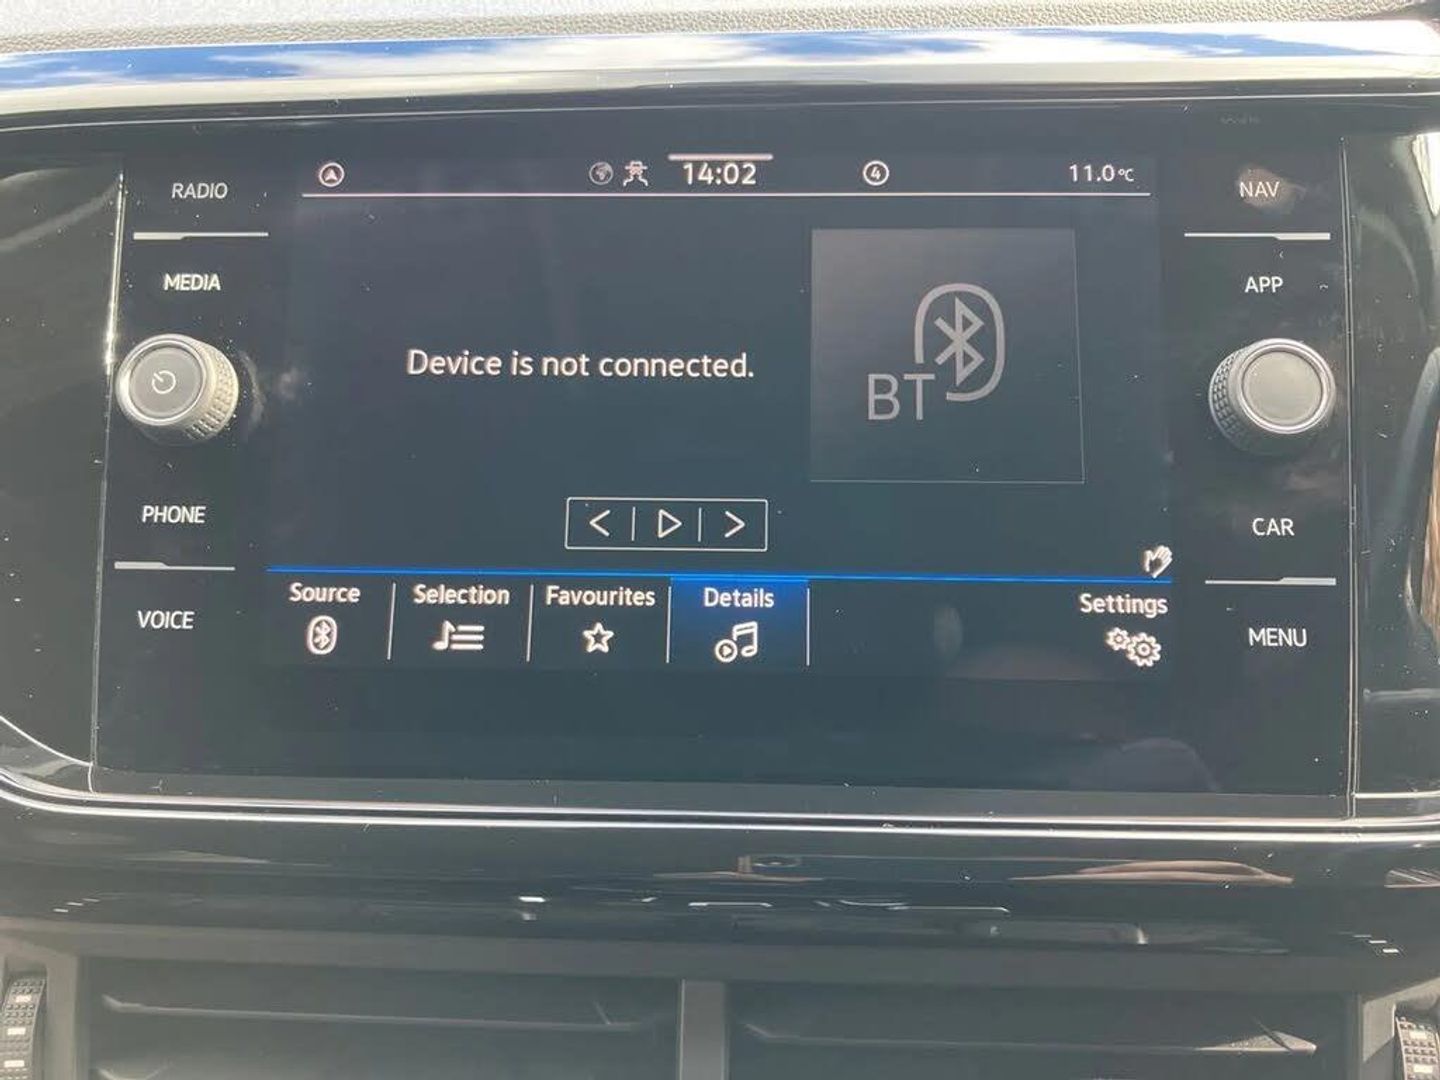 RADIO
MEDIA
PHONE
VOICE
14:02
4
11.0°C
Device is not connected.
BT
Source
Selection
Favourites
Details
Settings
NAV
APP
CAR
MENU